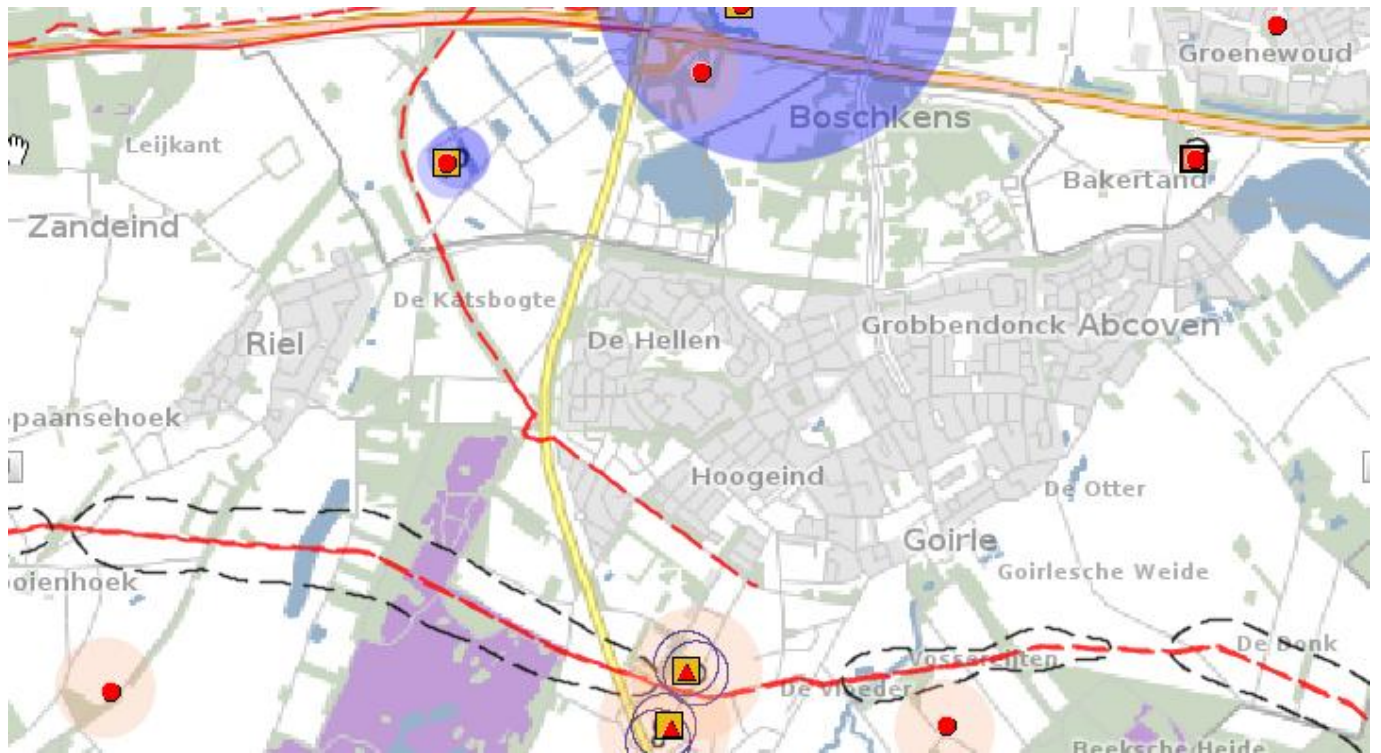 Groenewoud
Boschkens
Leijkant
Bakertand
Zandeind
De Katsbogte
Riel
De Hellen
Grobbendonck
Abcoven
paansehoek
Hoogeind
De Otter
Goirle
Goirlesche Weide
oienhoek
De Donk
Vossereijten
De Vloeder
Beeksche Heide